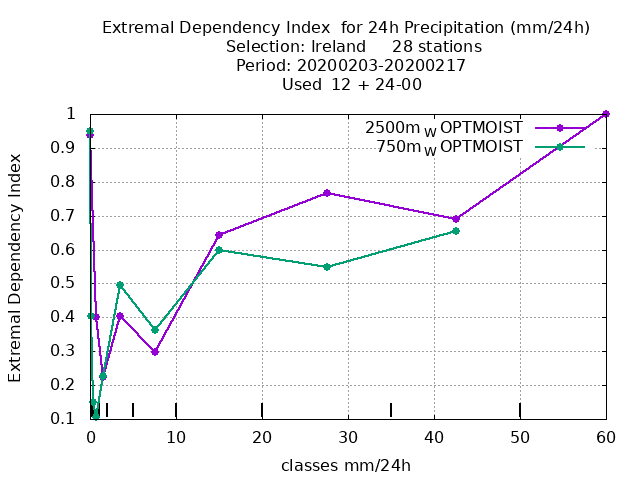 Extremal Dependency Index  for 24h Precipitation (mm/24h)
Selection: Ireland     28 stations
Period: 20200203-20200217
Used  12 + 24-00
2500m W OPTMOIST
750m W OPTMOIST
Extremal Dependency Index
1
0.9
0.8
0.7
0.6
0.5
0.4
0.3
0.2
0.1
0 10 20 30 40 50 60
classes mm/24h